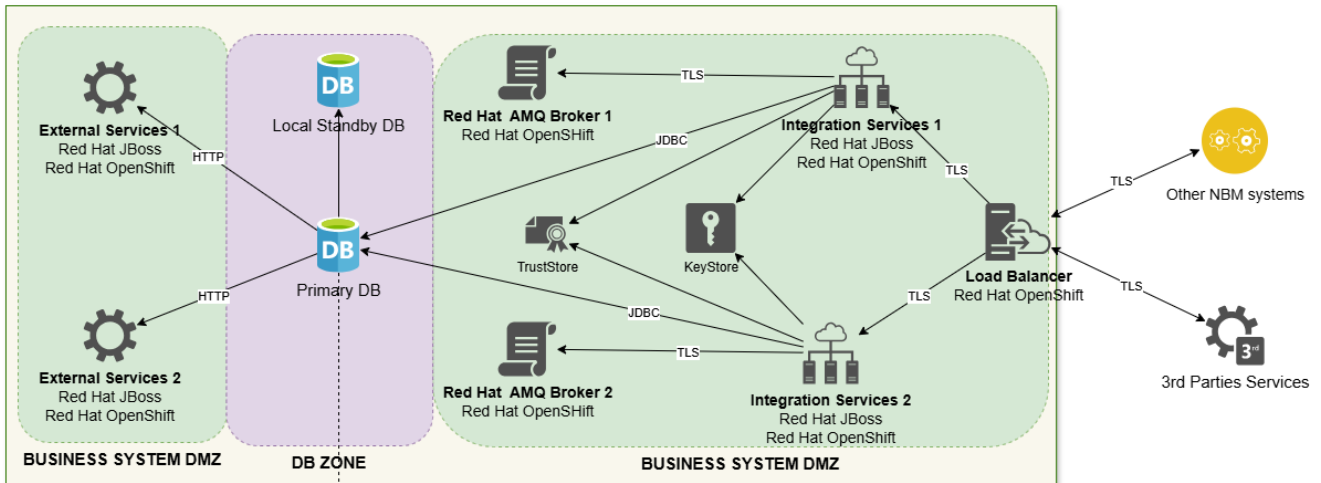 External Services 1
Red Hat JBoss
Red Hat OpenShift
HTTP
External Services 2
Red Hat JBoss
Red Hat OpenShift
HTTP
BUSINESS SYSTEM DMZ
DB
Local Standby DB
DB
Primary DB
DB ZONE
Red Hat  AMQ Broker 1
Red Hat OpenSHift
TLS
Integration Services 1
Red Hat JBoss
Red Hat OpenShift
JDBC
TLS
TrustStore
KeyStore
Load Balancer
Red Hat OpenShift
TLS
JDBC
TLS
Red Hat  AMQ Broker 2
Red Hat OpenSHift
Integration Services 2
Red Hat JBoss
Red Hat OpenShift
BUSINESS SYSTEM DMZ
TLS
Other NBM systems
TLS
3rd
3rd Parties Services